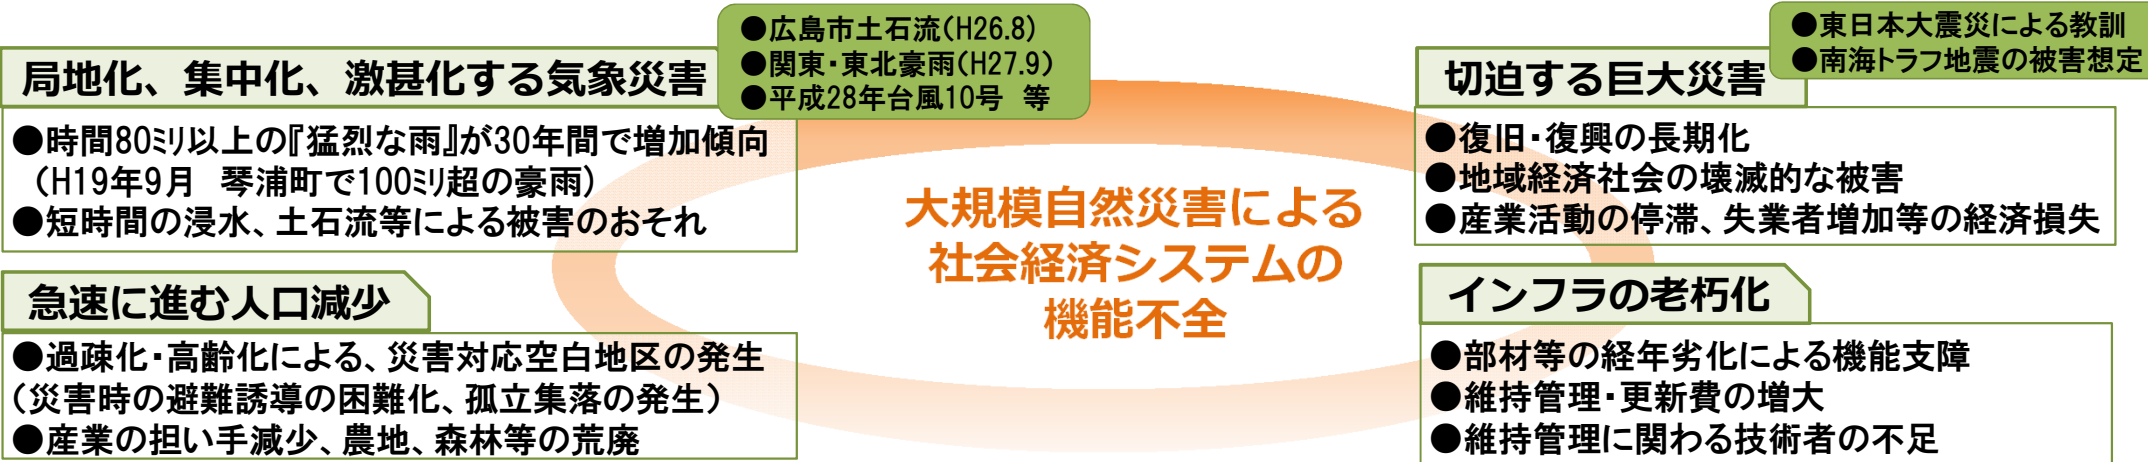 局地化、集中化、激甚化する気象災害
●広島市土石流(H26.8)
●関東・東北豪雨(H27.9)
●平成28年台風10号 等
●時間80ミリ以上の『猛烈な雨』が30年間で増加傾向
（H19年9月 琴浦町で100ミリ超の豪雨）
●短時間の浸水、土石流等による被害のおそれ
急速に進む人口減少
●過疎化・高齢化による、災害対応空白地区の発生
（災害時の避難誘導の困難化、孤立集落の発生）
●産業の担い手減少、農地、森林等の荒廃
大規模自然災害による
社会経済システムの
機能不全
切迫する巨大災害
●東日本大震災による教訓
●南海トラフ地震の被害想定
●復旧・復興の長期化
●地域経済社会の壊滅的な被害
●産業活動の停滞、失業者増加等の経済損失
インフラの老朽化
●部材等の経年劣化による機能支障
●維持管理・更新費の増大
●維持管理に関わる技術者の不足